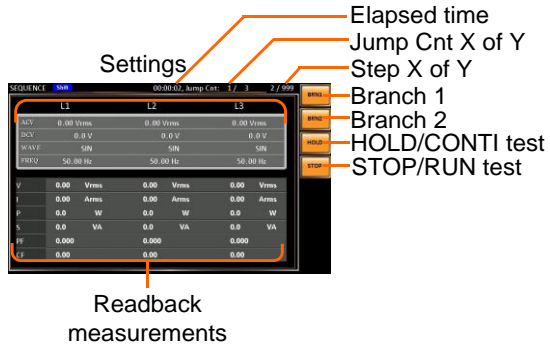 Elapsed time
Jump Cnt X of Y
Settings
Step X of Y
SEQUENCE Shift 00:00:02, Jump Cnt: 1 / 3 2 / 999
BRN1
Branch 1
L1 L2 L3
BRN2
Branch 2
ACV 0.00 Vrms 0.00 Vrms 0.00 Vrms
DCV 0.0 V 0.0 V 0.0 V
HOLD
HOLD/CONTI test
WAVE SIN SIN SIN
FREQ 50.00 Hz 50.00 Hz 50.00 Hz
STOP
STOP/RUN test
V 0.00 Vrms 0.00 Vrms 0.00 Vrms
I 0.00 Arms 0.00 Arms 0.00 Arms
P 0.0 W 0.0 W 0.0 W
S 0.0 VA 0.0 VA 0.0 VA
PF 0.000 0.000 0.000
CF 0.00 0.00 0.00
Readback
measurements